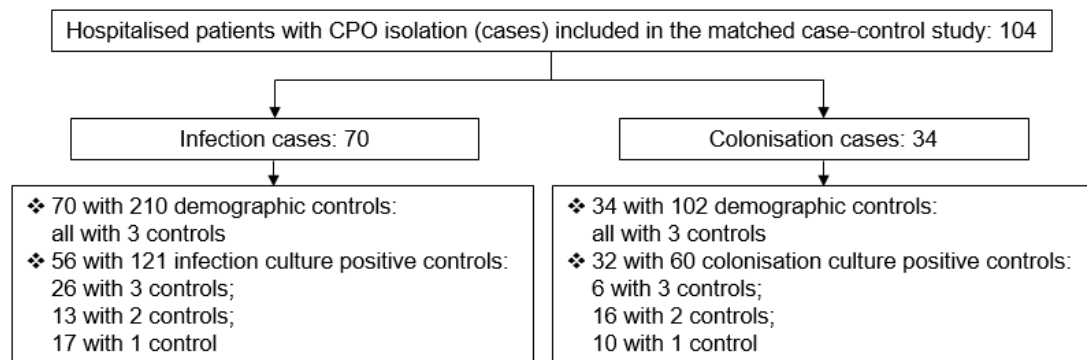 Hospitalised patients with CPO isolation (cases) included in the matched case-control study: 104
Infection cases: 70
Colonisation cases: 34
❖ 70 with 210 demographic controls:
all with 3 controls
❖ 56 with 121 infection culture positive controls:
26 with 3 controls;
13 with 2 controls;
17 with 1 control
❖ 34 with 102 demographic controls:
all with 3 controls
❖ 32 with 60 colonisation culture positive controls:
6 with 3 controls;
16 with 2 controls;
10 with 1 control